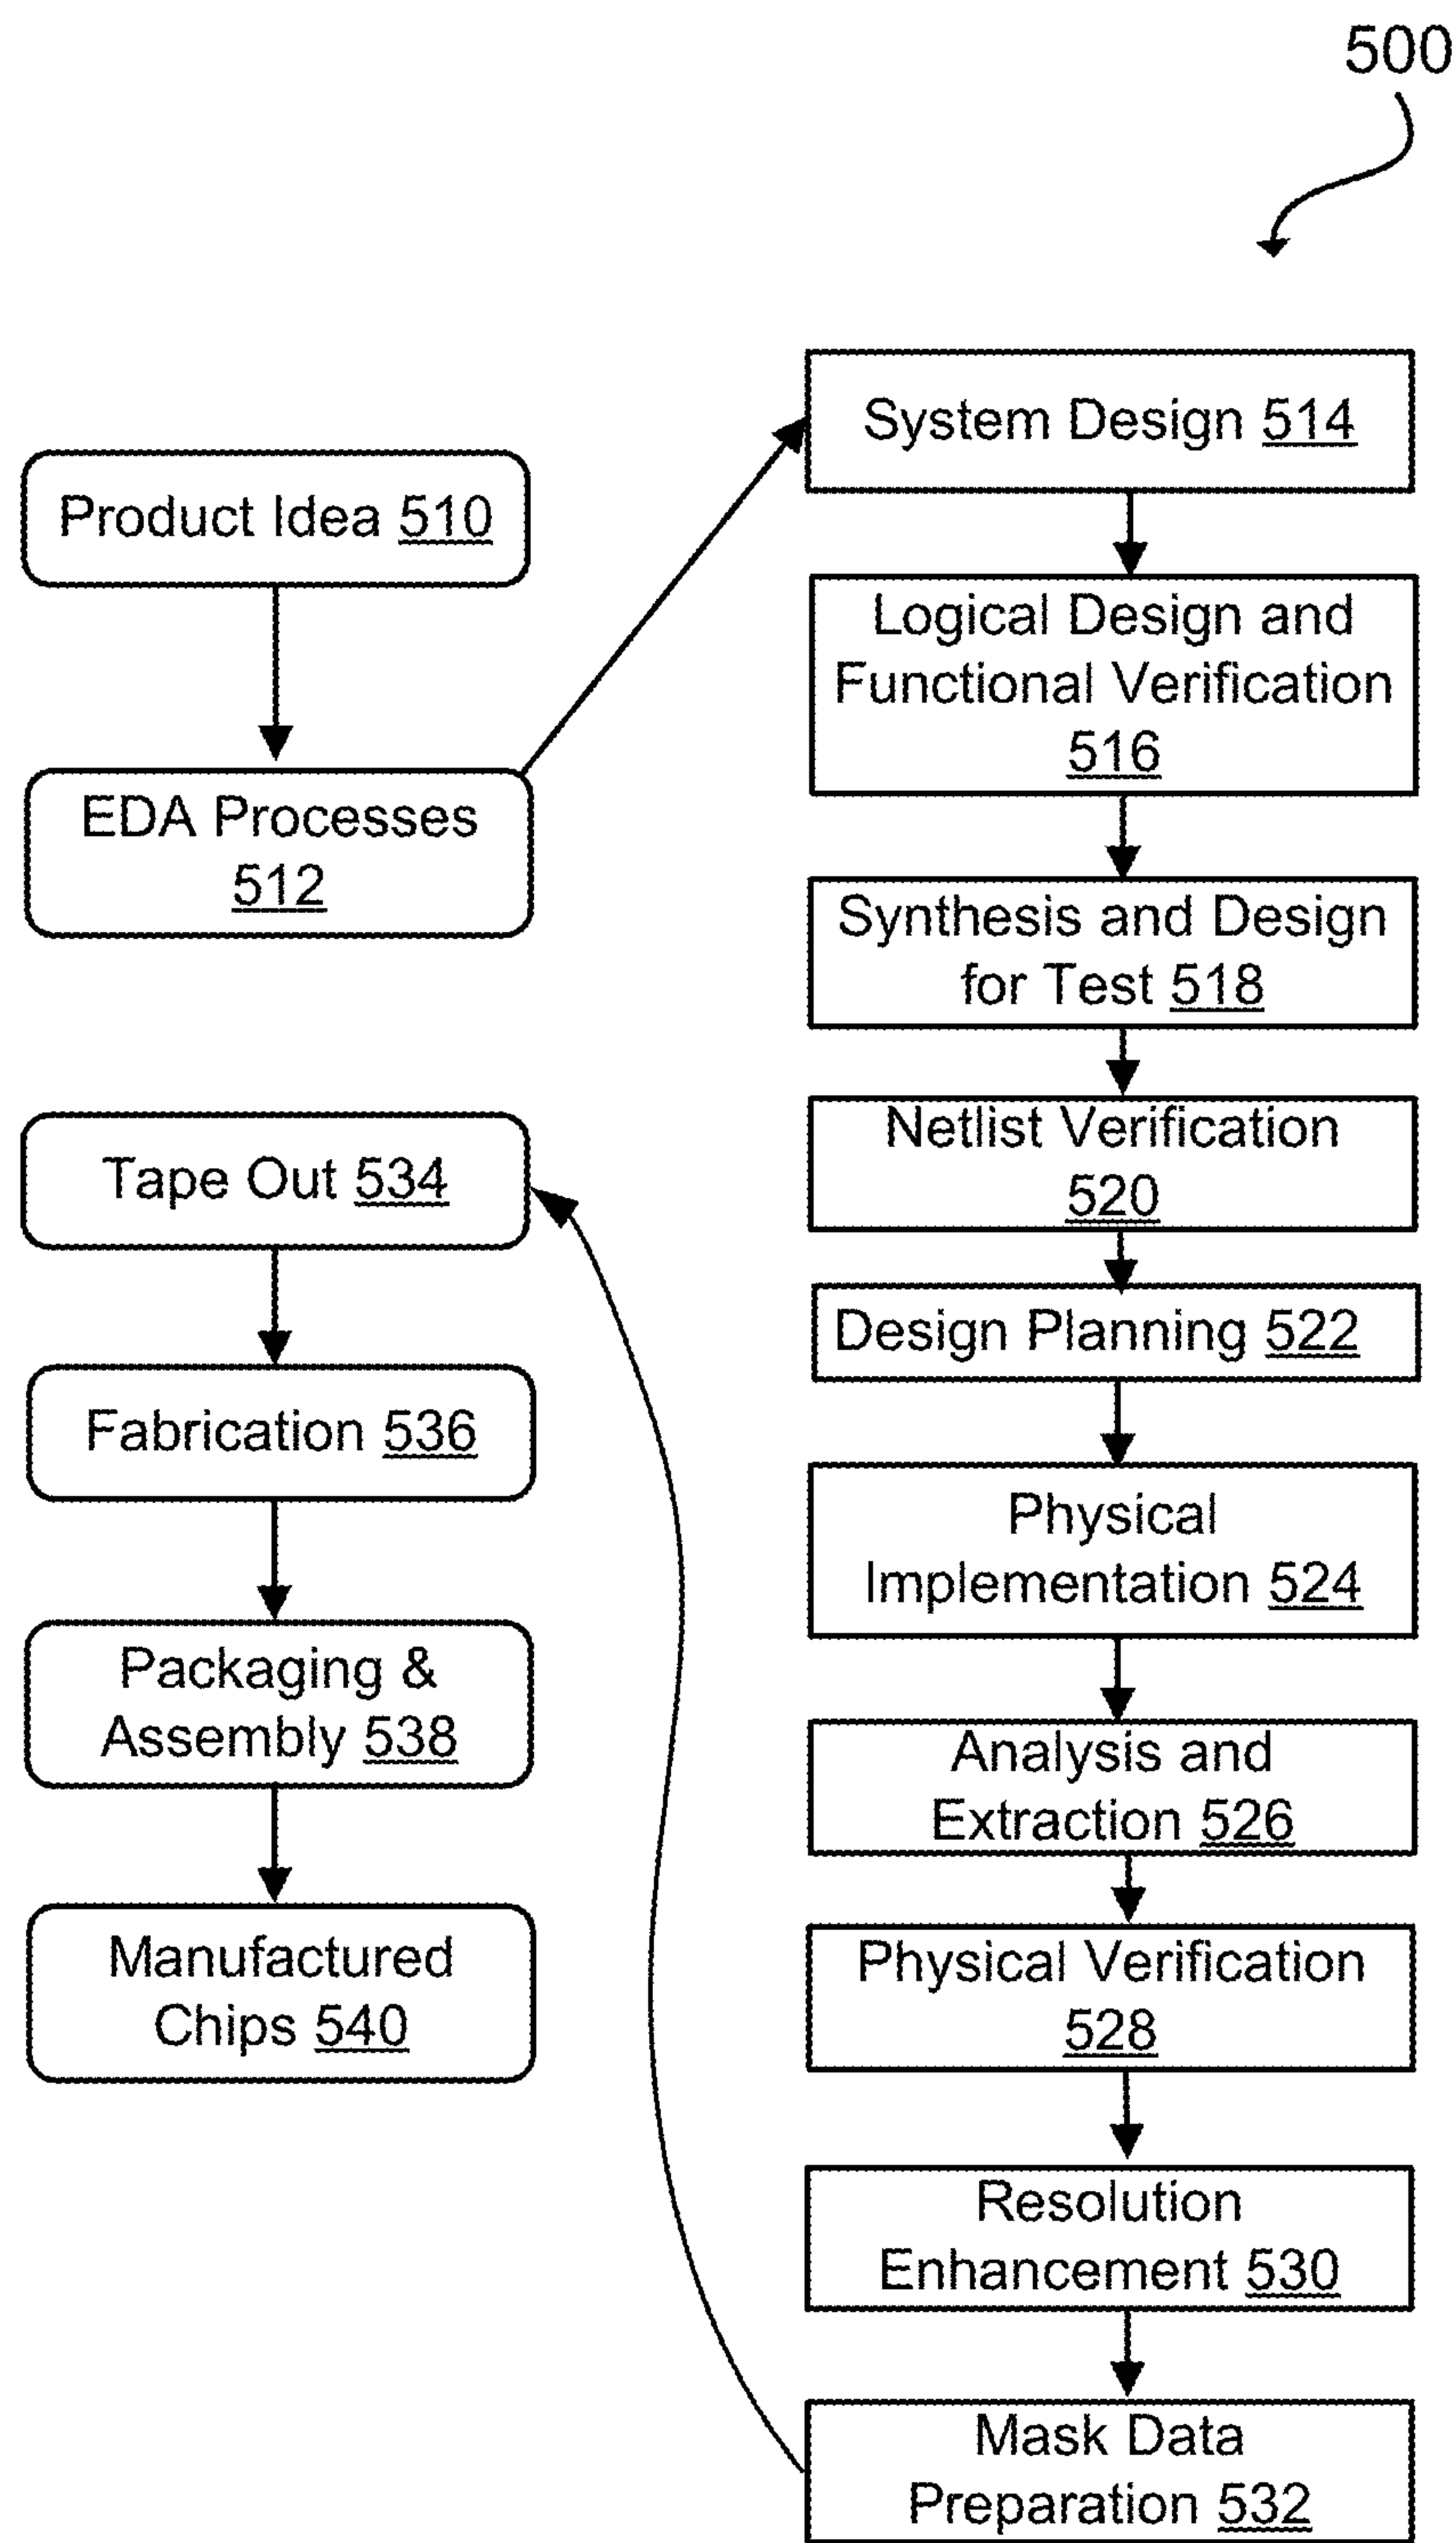 500
Product Idea 510
EDA Processes
512
System Design 514
Logical Design and
Functional Verification
516
Synthesis and Design
for Test 518
Netlist Verification
520
Design Planning 522
Physical
Implementation 524
Analysis and
Extraction 526
Physical Verification
528
Resolution
Enhancement 530
Mask Data
Preparation 532
Tape Out 534
Fabrication 536
Packaging &
Assembly 538
Manufactured
Chips 540